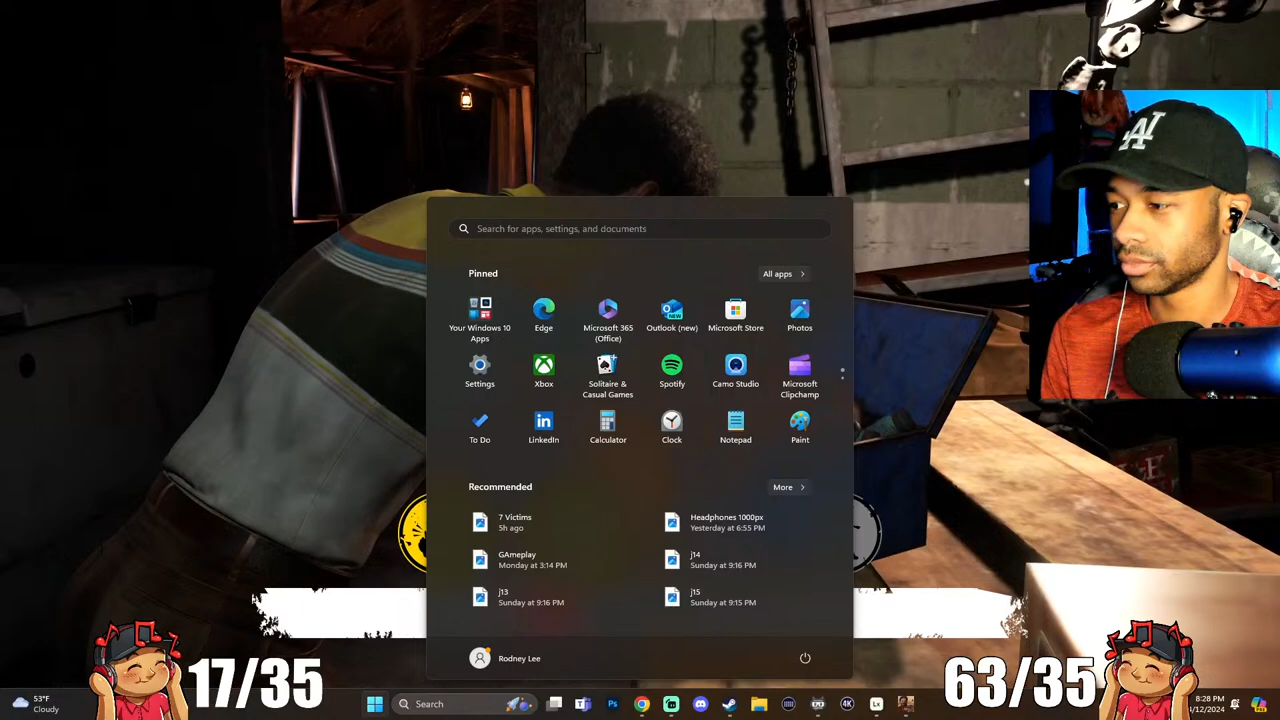 Search for apps, settings, and documents
Pinned
All apps
Your Windows 10 Apps
Edge
Microsoft 365 (Office)
Outlook (new)
Microsoft Store
Photos
Settings
Xbox
Solitaire & Casual Games
Spotify
Camo Studio
Microsoft Clipchamp
To Do
LinkedIn
Calculator
Clock
Notepad
Paint
Recommended
More
7 Victims
5h ago
Headphones 1000px
Yesterday at 6:55 PM
GAmeplay
Monday at 3:14 PM
j14
Sunday at 9:16 PM
j13
Sunday at 9:16 PM
j15
Sunday at 9:15 PM
Rodney Lee
17/35
63/35
53°F
Cloudy
Search
8:28 PM
4/12/2024